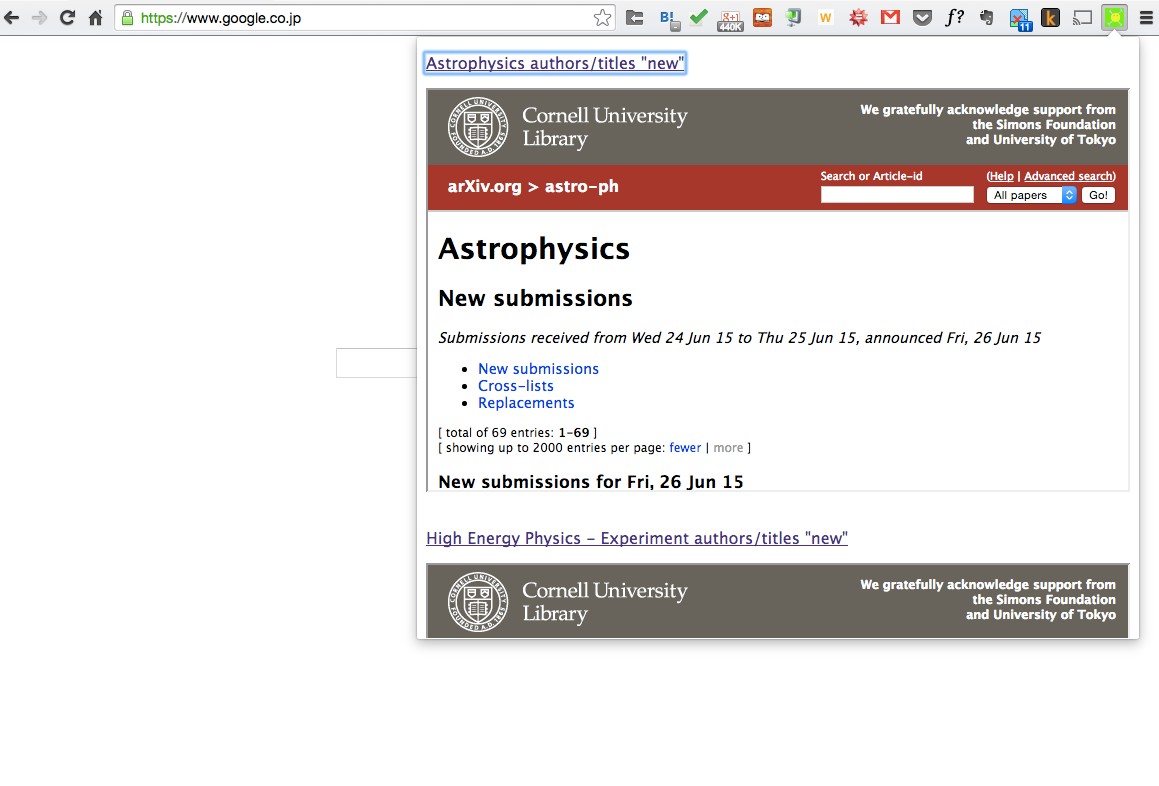 https://www.google.co.jp
B! - g+1 440K W f? 11 k
Astrophysics authors/titles "new"
Cornell University
Library
We gratefully acknowledge support from
the Simons Foundation
and University of Tokyo
arXiv.org > astro-ph
Search or Article-id
(Help | Advanced search)
All papers Go!
Astrophysics
New submissions
Submissions received from Wed 24 Jun 15 to Thu 25 Jun 15, announced Fri, 26 Jun 15
New submissions
Cross-lists
Replacements
[ total of 69 entries: 1-69 ]
[ showing up to 2000 entries per page: fewer | more ]
New submissions for Fri, 26 Jun 15
High Energy Physics - Experiment authors/titles "new"
Cornell University
Library
We gratefully acknowledge support from
the Simons Foundation
and University of Tokyo